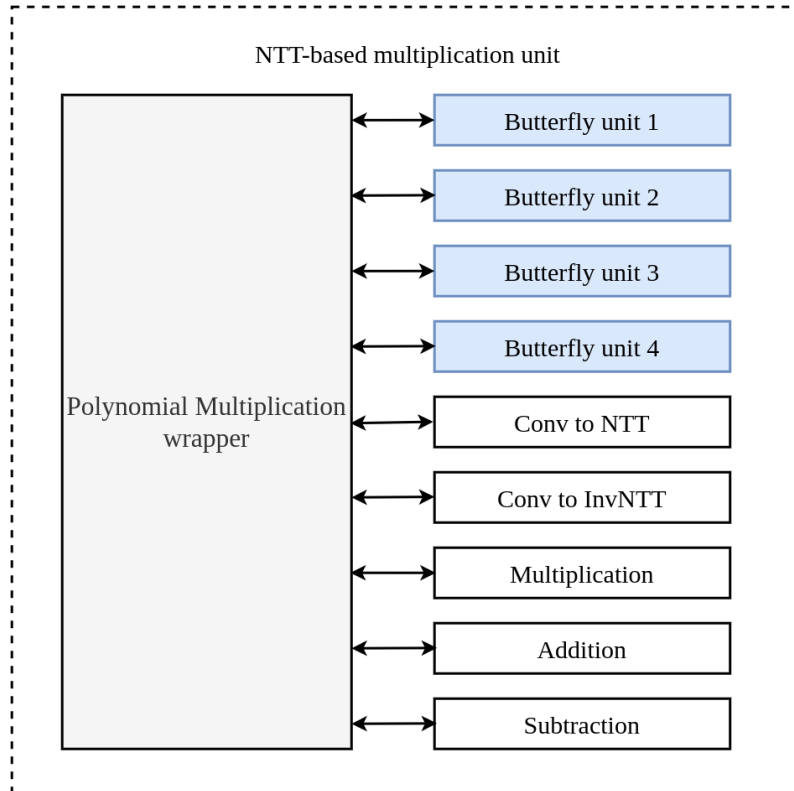 NTT-based multiplication unit
Butterfly unit 1
Butterfly unit 2
Butterfly unit 3
Butterfly unit 4
Polynomial Multiplication
wrapper
Conv to NTT
Conv to InvNTT
Multiplication
Addition
Subtraction